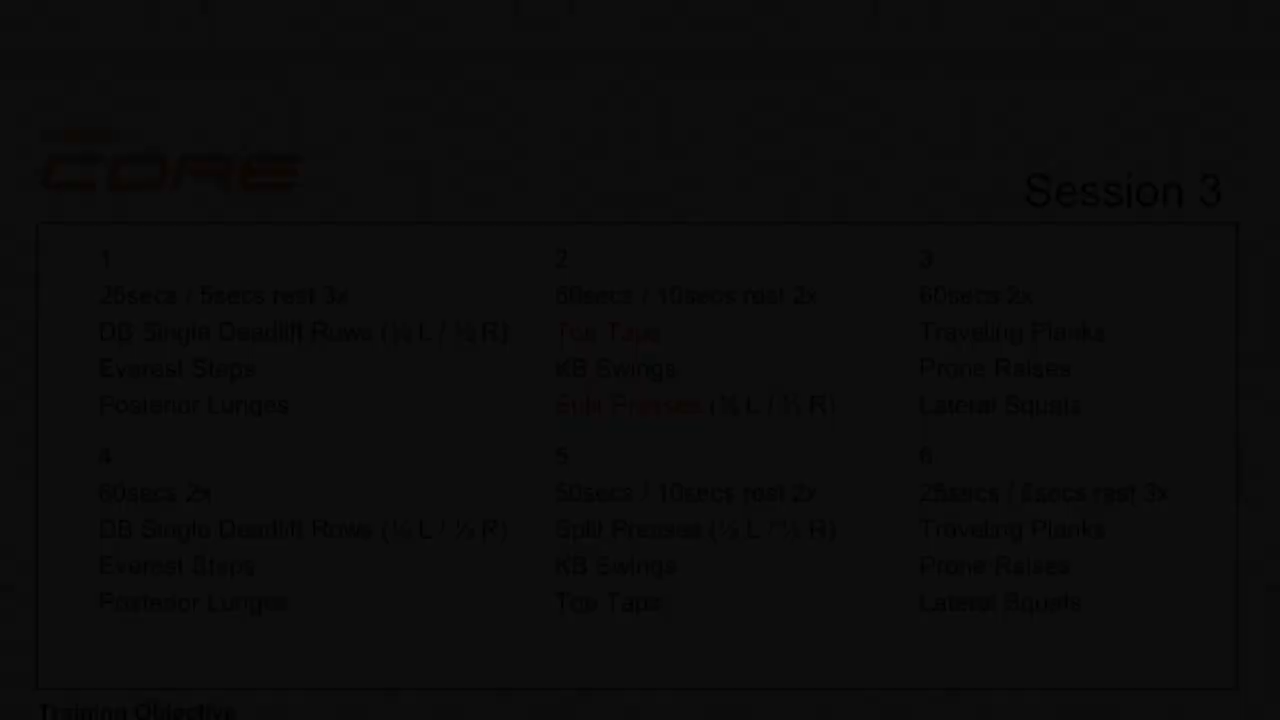 CORE
Session 3
1
25secs / 5secs rest 3x
DB Single Deadlift Rows (½ L / ½ R)
Everest Steps
Posterior Lunges
2
50secs / 10secs rest 2x
Toe Taps
KB Swings
Split Presses (½ L / ½ R)
3
60secs 2x
Traveling Planks
Prone Raises
Lateral Squats
4
60secs 2x
DB Single Deadlift Rows (½ L / ½ R)
Everest Steps
Posterior Lunges
5
50secs / 10secs rest 2x
Split Presses (½ L / ½ R)
KB Swings
Toe Taps
6
25secs / 5secs rest 3x
Traveling Planks
Prone Raises
Lateral Squats
Training Objective